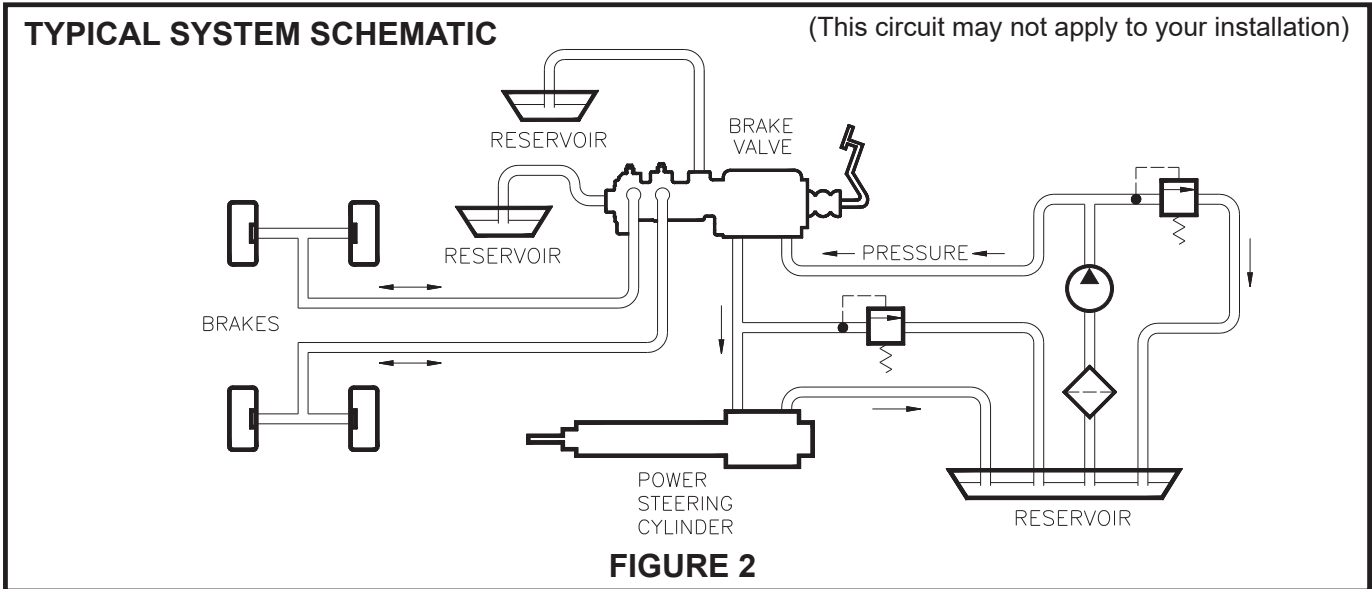 TYPICAL SYSTEM SCHEMATIC
(This circuit may not apply to your installation)
RESERVOIR
BRAKE
VALVE
RESERVOIR
PRESSURE
BRAKES
POWER
STEERING
CYLINDER
RESERVOIR
FIGURE 2